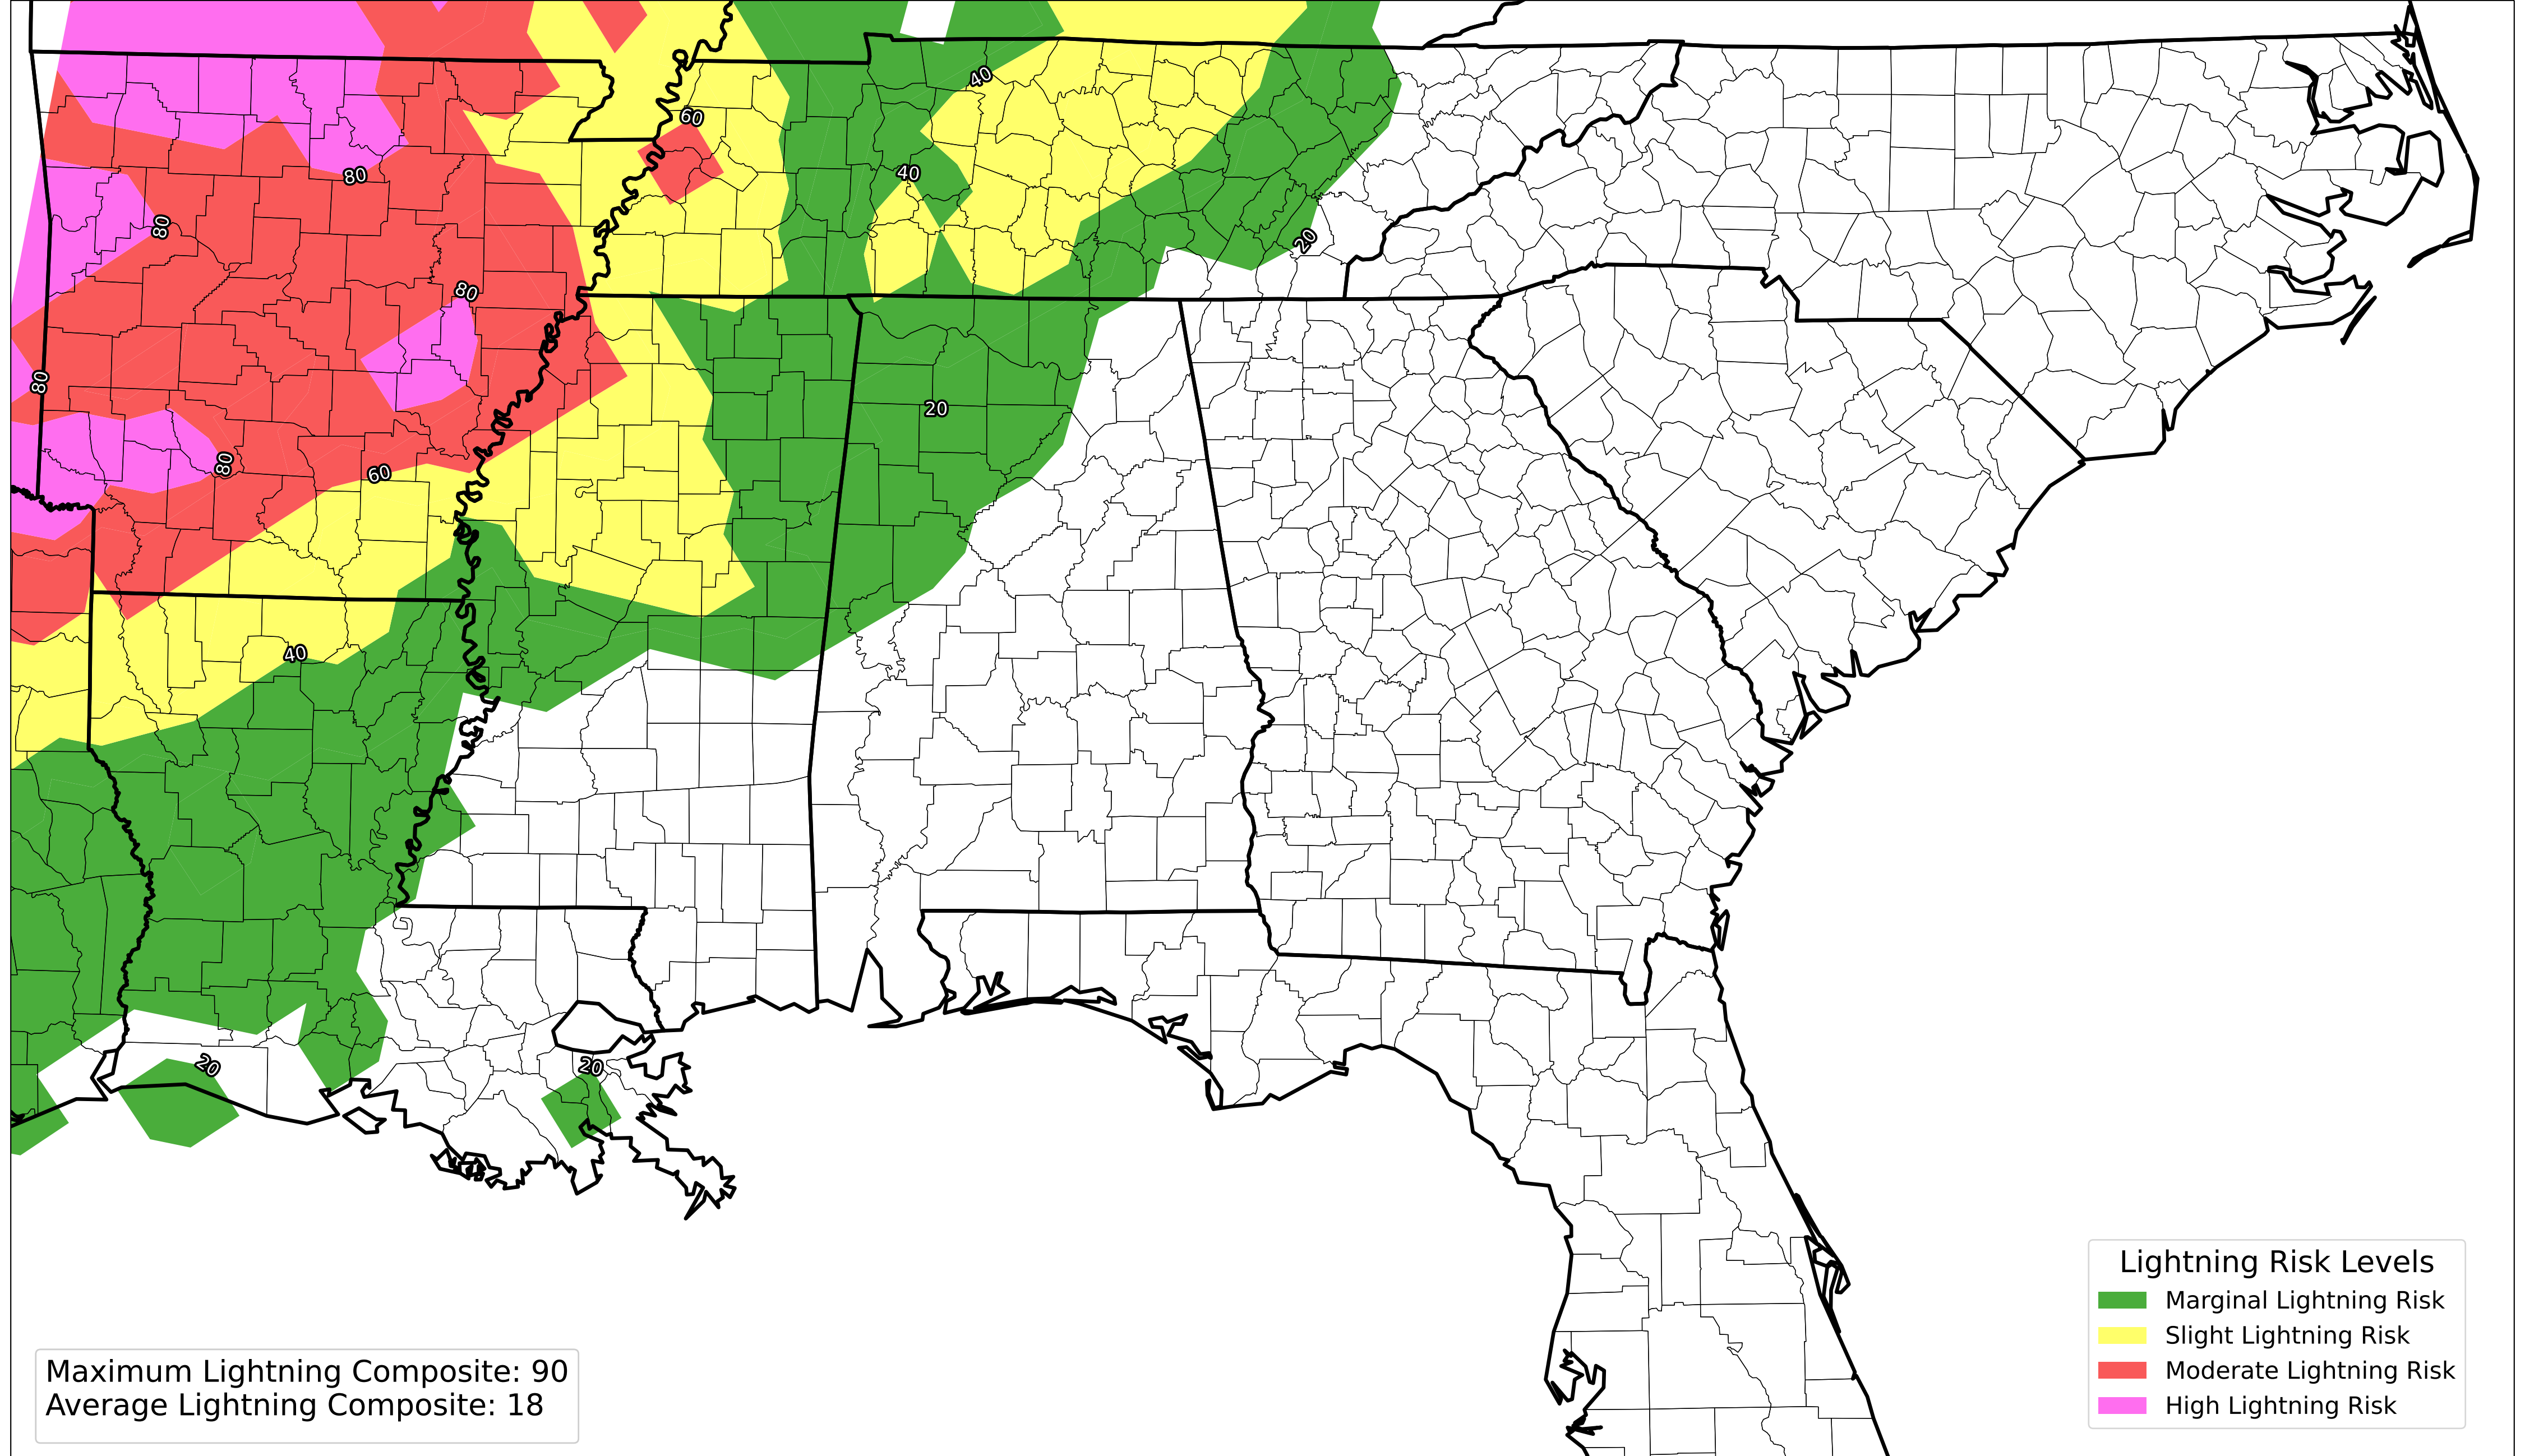 40
60
40
80
80
20
80
80
20
80
60
40
20
20
Lightning Risk Levels
Marginal Lightning Risk
Slight Lightning Risk
Moderate Lightning Risk
High Lightning Risk
Maximum Lightning Composite: 90
Average Lightning Composite: 18